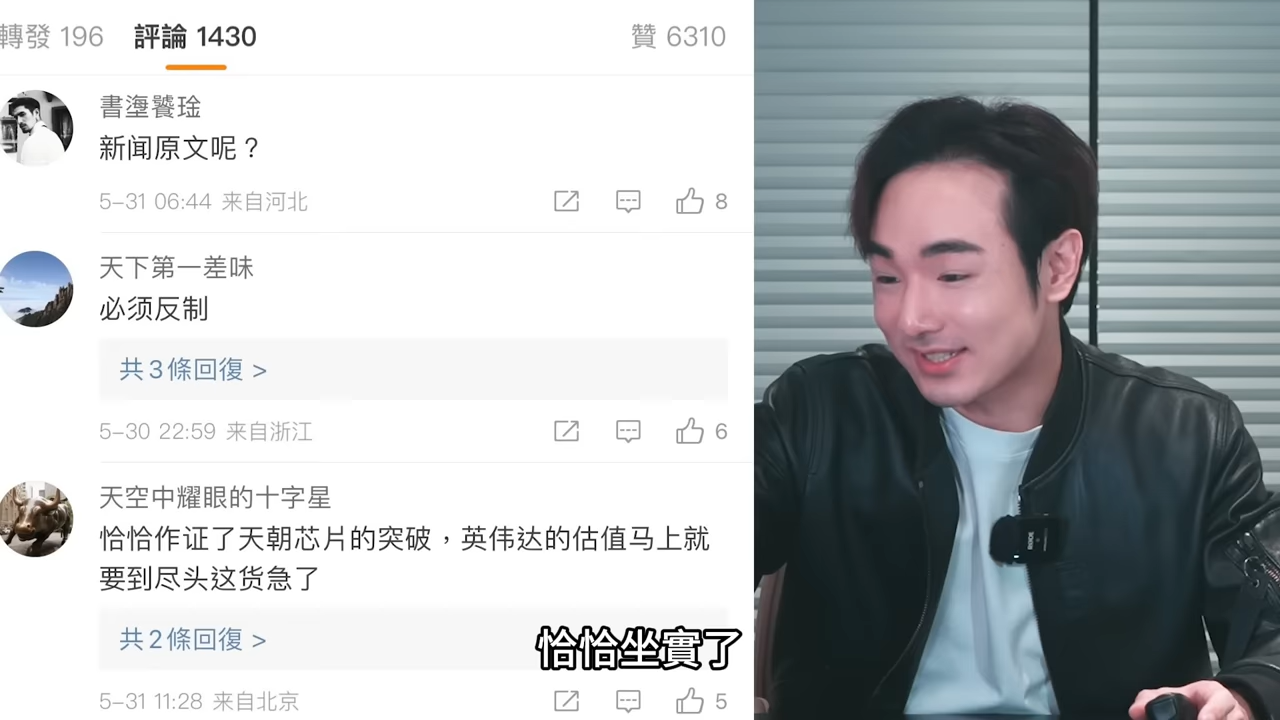 轉發 196 評論 1430 贊 6310
書塰饕琻
新闻原文呢？
5-31 06:44 来自河北 8
天下第一差味
必须反制
共3條回復 >
5-30 22:59 来自浙江 6
天空中耀眼的十字星
恰恰作证了天朝芯片的突破，英伟达的估值马上就
要到尽头这货急了
共2條回復 >
恰恰坐實了
5-31 11:28 来自北京 5